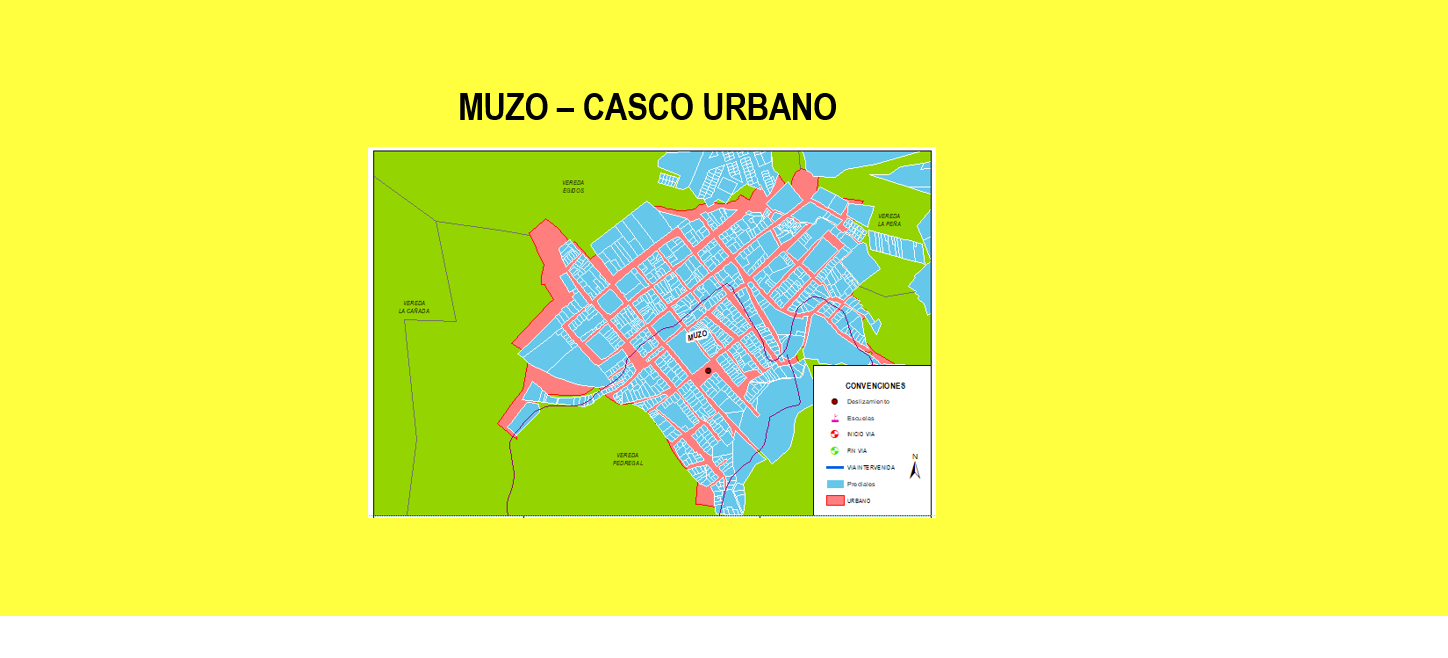 MUZO – CASCO URBANO
VEREDA
EGIDOS
VEREDA
LA PEÑA
VEREDA
LA CAÑADA
MUZO
VEREDA
PEDREGAL
CONVENCIONES
Deslizamiento
Escuelas
INICIO VIA
FIN VIA
VIA INTERVENIDA
Prediales
URBANO
N